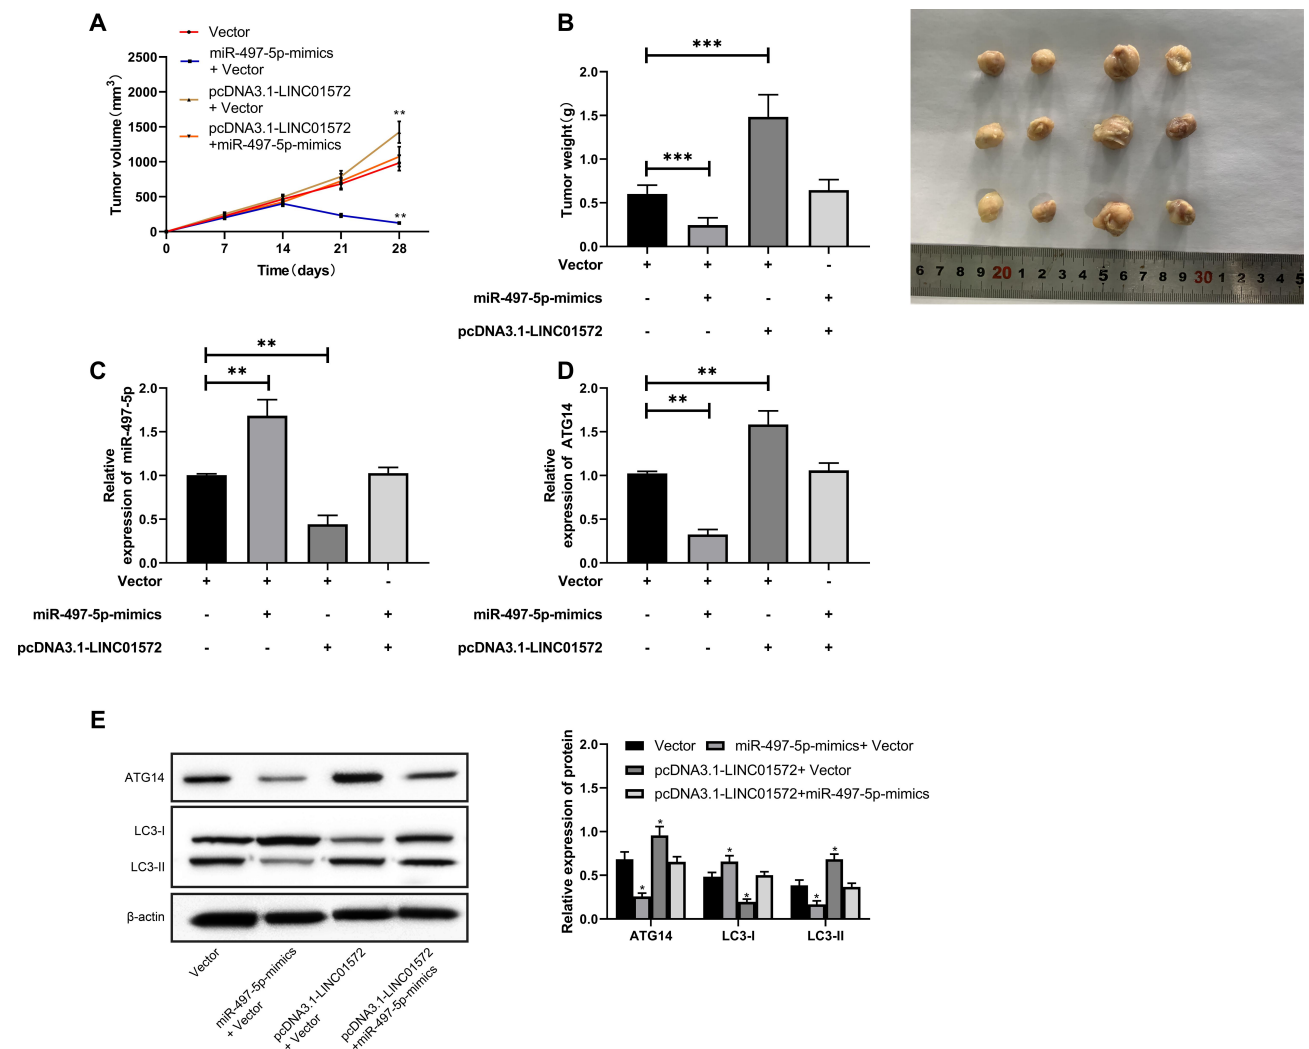 A
Vector
miR-497-5p-mimics
+ Vector
pcDNA3.1-LINC01572
+ Vector
pcDNA3.1-LINC01572
+miR-497-5p-mimics
Tumor volume(mm3)
2500
2000
1500
1000
500
0
**
**
0 7 14 21 28
Time(days)
B
Tumor weight(g)
2.0
1.5
1.0
0.5
0.0
***
***
Vector + + + -
miR-497-5p-mimics - + - +
pcDNA3.1-LINC01572 - - + +
6 7 8 9 20 1 2 3 4 5 6 7 8 9 30 1 2 3 4 5
C
Relative
expression of miR-497-5p
2.0
1.5
1.0
0.5
0.0
**
**
Vector + + + -
miR-497-5p-mimics - + - +
pcDNA3.1-LINC01572 - - + +
D
Relative
expression of ATG14
2.0
1.5
1.0
0.5
0.0
**
**
Vector + + + -
miR-497-5p-mimics - + - +
pcDNA3.1-LINC01572 - - + +
E
ATG14
LC3-I
LC3-II
β-actin
Vector
miR-497-5p-mimics
+ Vector
pcDNA3.1-LINC01572
+ Vector
pcDNA3.1-LINC01572
+miR-497-5p-mimics
Relative expression of protein
2.0
1.5
1.0
0.5
0.0
Vector miR-497-5p-mimics+ Vector
pcDNA3.1-LINC01572+ Vector
pcDNA3.1-LINC01572+miR-497-5p-mimics
* * * * * *
ATG14 LC3-I LC3-II